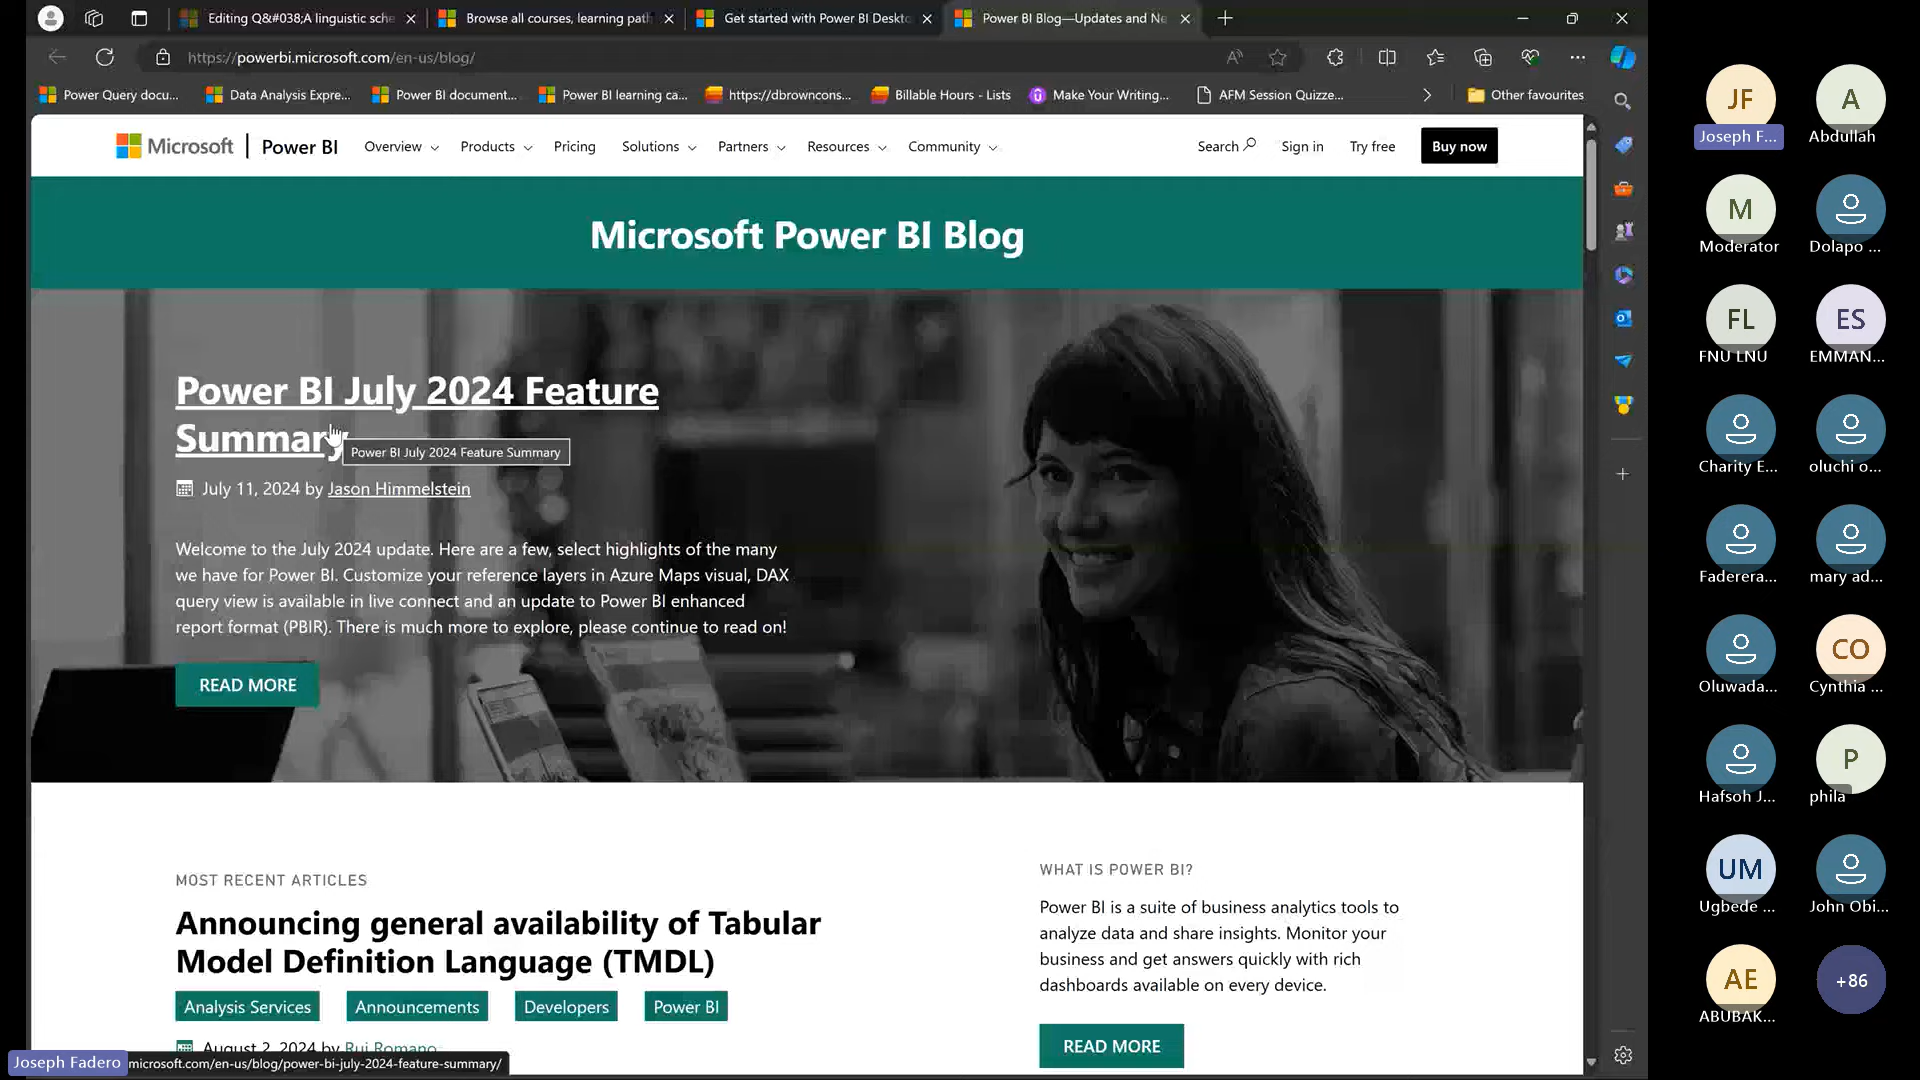 Editing Q&#038;A linguistic sche
Browse all courses, learning pat
Get started with Power BI Deskto
Power BI Blog—Updates and Ne
https://powerbi.microsoft.com/en-us/blog/
Power Query docu...
Data Analysis Expre...
Power BI document...
Power BI learning ca...
https://dbrowncons...
Billable Hours - Lists
Make Your Writing...
AFM Session Quizze...
Other favourites
Microsoft
Power BI
Overview
Products
Pricing
Solutions
Partners
Resources
Community
Search
Sign in
Try free
Buy now
Microsoft Power BI Blog
Power BI July 2024 Feature
Summary
Power BI July 2024 Feature Summary
July 11, 2024 by Jason Himmelstein
Welcome to the July 2024 update. Here are a few, select highlights of the many
we have for Power BI. Customize your reference layers in Azure Maps visual, DAX
query view is available in live connect and an update to Power BI enhanced
report format (PBIR). There is much more to explore, please continue to read on!
READ MORE
MOST RECENT ARTICLES
Announcing general availability of Tabular
Model Definition Language (TMDL)
Analysis Services
Announcements
Developers
Power BI
August 2, 2024 by Rui Romano
WHAT IS POWER BI?
Power BI is a suite of business analytics tools to
analyze data and share insights. Monitor your
business and get answers quickly with rich
dashboards available on every device.
READ MORE
Joseph Fadero
microsoft.com/en-us/blog/power-bi-july-2024-feature-summary/
JF
Joseph F...
A
Abdullah
M
Moderator
Dolapo ...
FL
FNU LNU
ES
EMMAN...
Charity E...
oluchi o...
Faderera...
mary ad...
Oluwada...
CO
Cynthia ...
Hafsoh J...
P
phila
UM
Ugbede ...
John Obi...
AE
ABUBAK...
+86